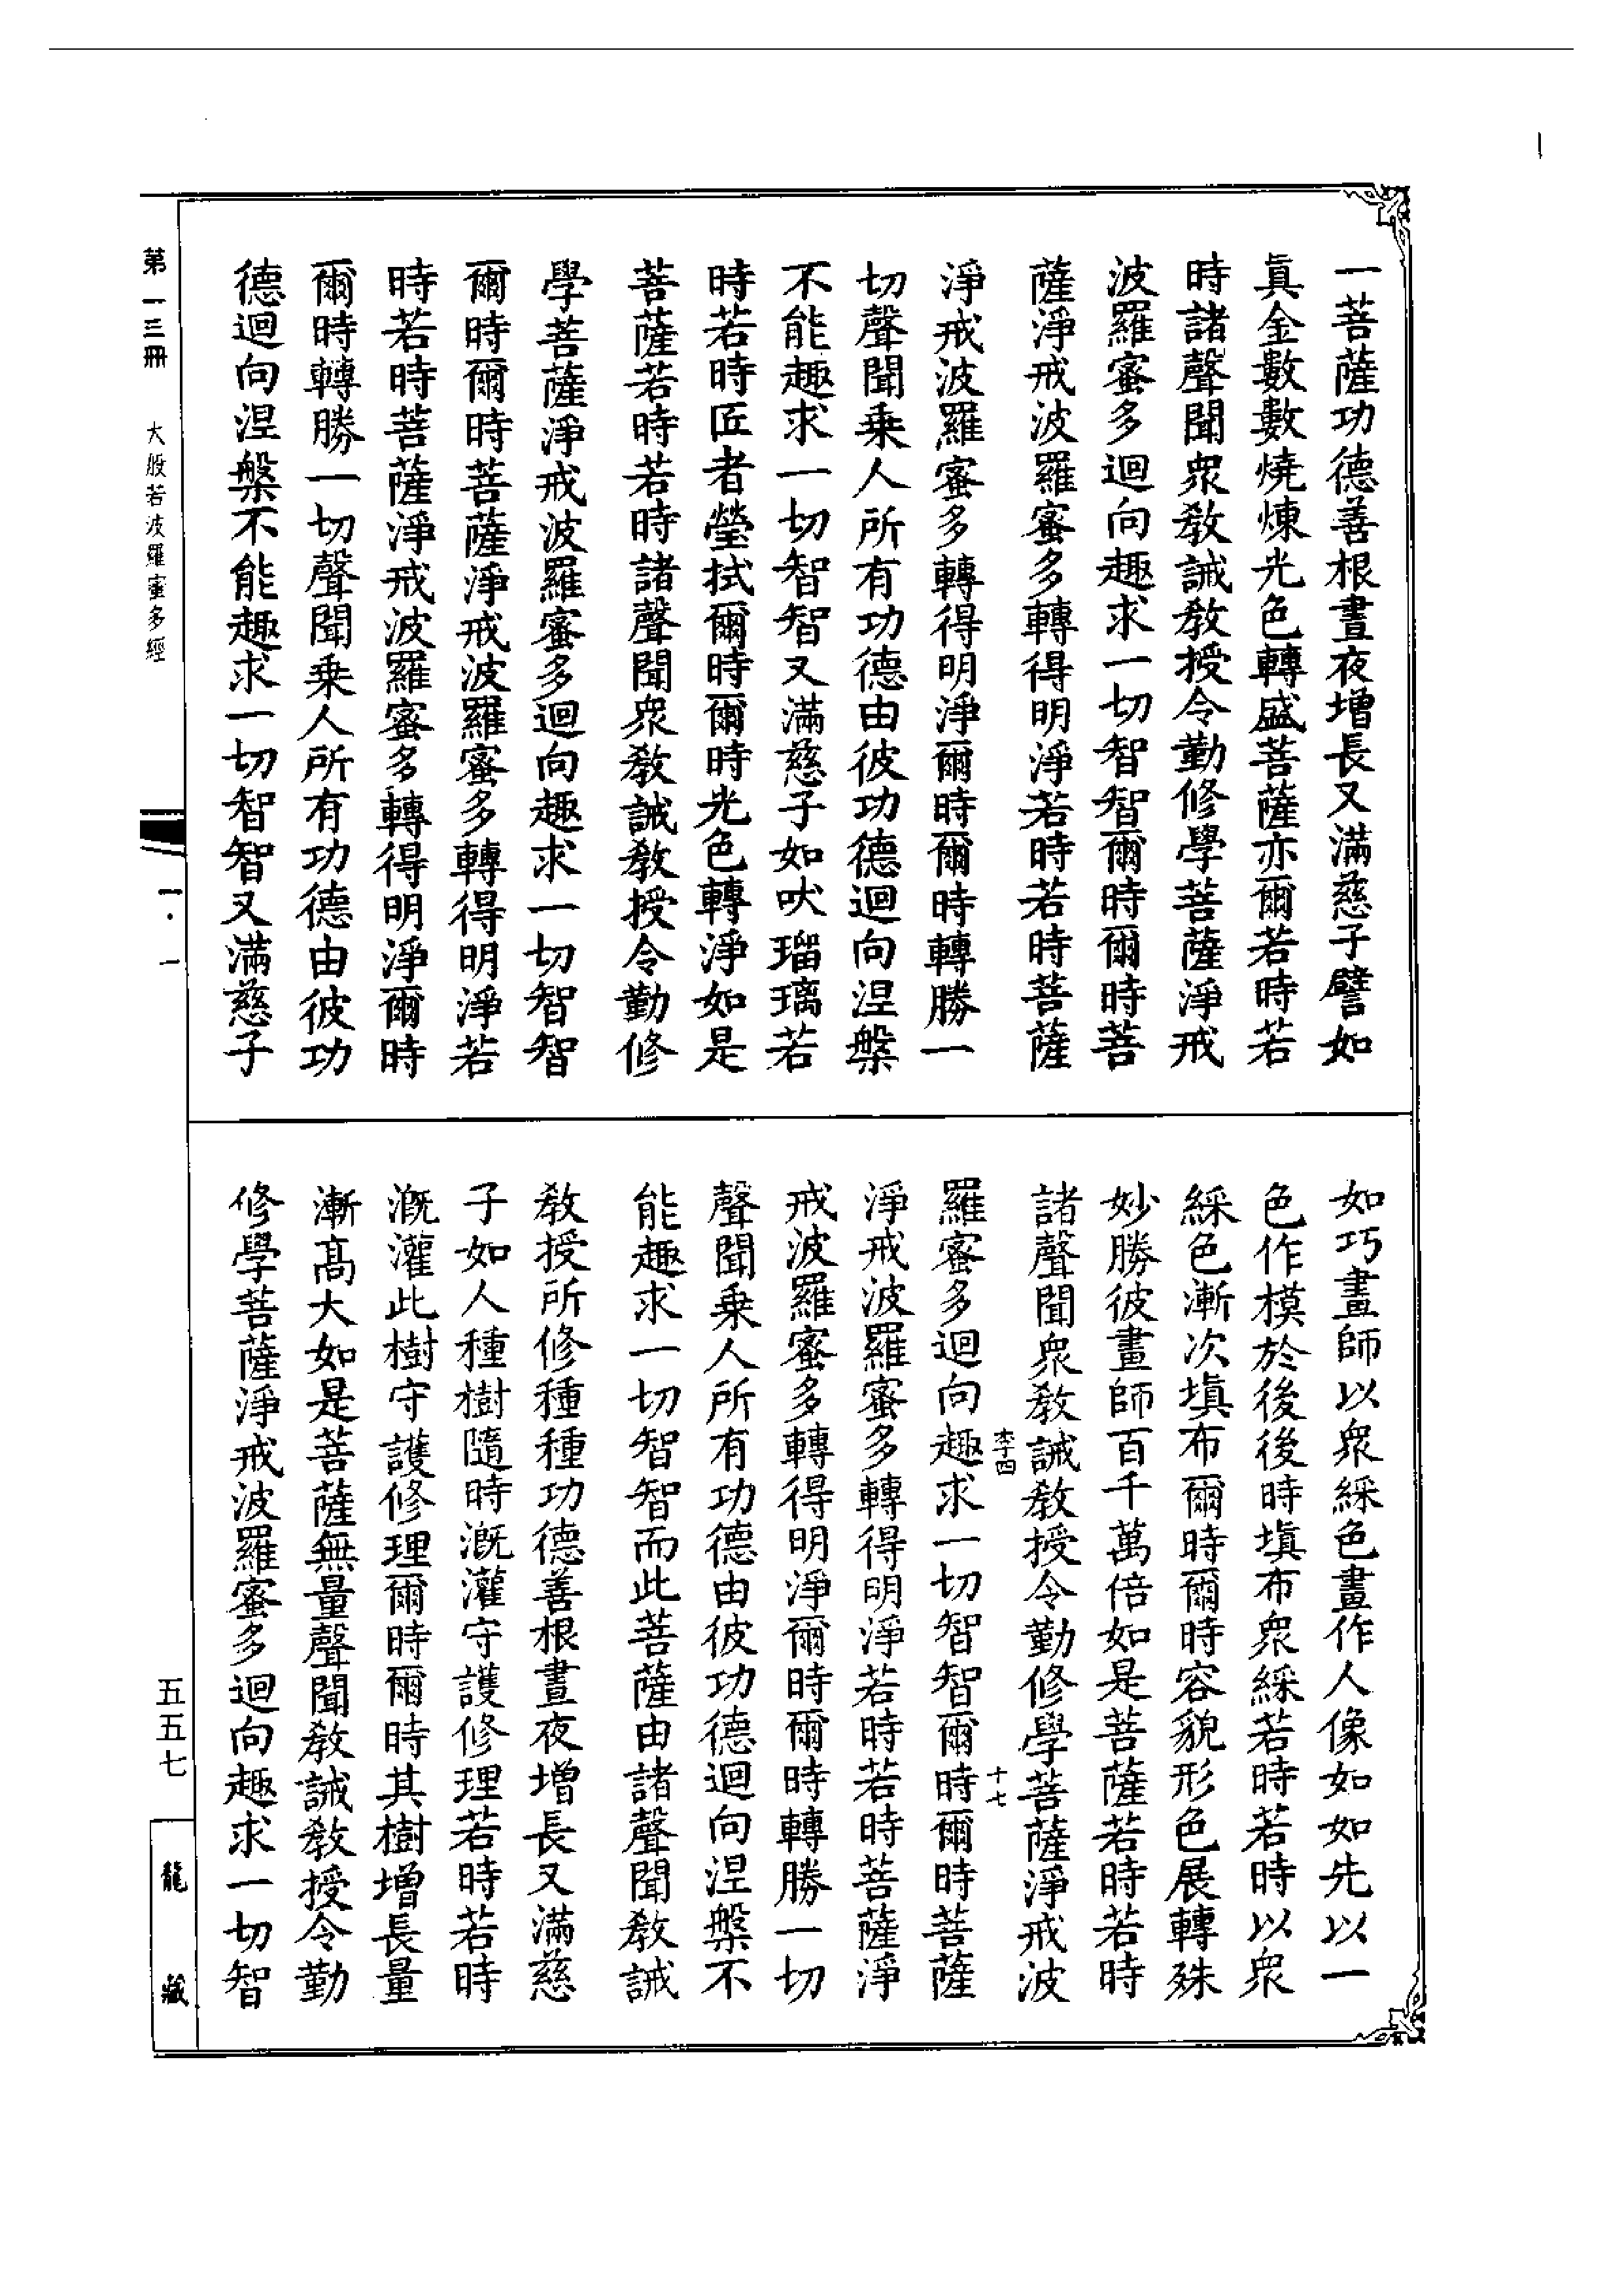 一菩薩功德善根晝夜增長又滿慈子譬如
眞金數數燒煉光色轉盛菩薩亦爾若時若
時諸聲聞衆教誡教授令勤修學菩薩淨戒
波羅蜜多迴向趣求一切智智爾時爾時菩
薩淨戒波羅蜜多轉得明淨若時若時菩薩
淨戒波羅蜜多轉得明淨爾時爾時轉勝一
切聲聞乗人所有功德由彼功德迴向涅槃
不能趣求一切智智又滿慈子如吠瑠璃若
時若時匠者瑩拭爾時爾時光色轉淨如是
菩薩若時若時諸聲聞衆教誡教授令勤修
學菩薩淨戒波羅蜜多迴向趣求一切智智
爾時爾時菩薩淨戒波羅蜜多轉得明淨若
時若時菩薩淨戒波羅蜜多轉得明淨爾時
爾時轉勝一切聲聞乗人所有功德由彼功
德迴向涅槃不能趣求一切智智又滿慈子
如巧畫師以衆綵色畫作人像如如先以一
色作模於後後時塡布衆綵若時若時以衆
綵色漸次塡布爾時爾時容貌形色展轉殊
妙勝彼畫師百千萬倍如是菩薩若時若時
諸聲聞衆教誡教授令勤修學菩薩淨戒波
李十四 十七
羅蜜多迴向趣求一切智智爾時爾時菩薩
淨戒波羅蜜多轉得明淨若時若時菩薩淨
戒波羅蜜多轉得明淨爾時爾時轉勝一切
聲聞乗人所有功德由彼功德迴向涅槃不
能趣求一切智智而此菩薩由諸聲聞教誡
教授所修種種功德善根晝夜增長又滿慈
子如人種樹隨時漑灌守護修理若時若時
漑灌此樹守護修理爾時爾時其樹增長量
漸髙大如是菩薩無量聲聞教誡教授令勤
修學菩薩淨戒波羅蜜多迴向趣求一切智
第一三冊 大般若波羅蜜多經 一·一
五五七
龍藏